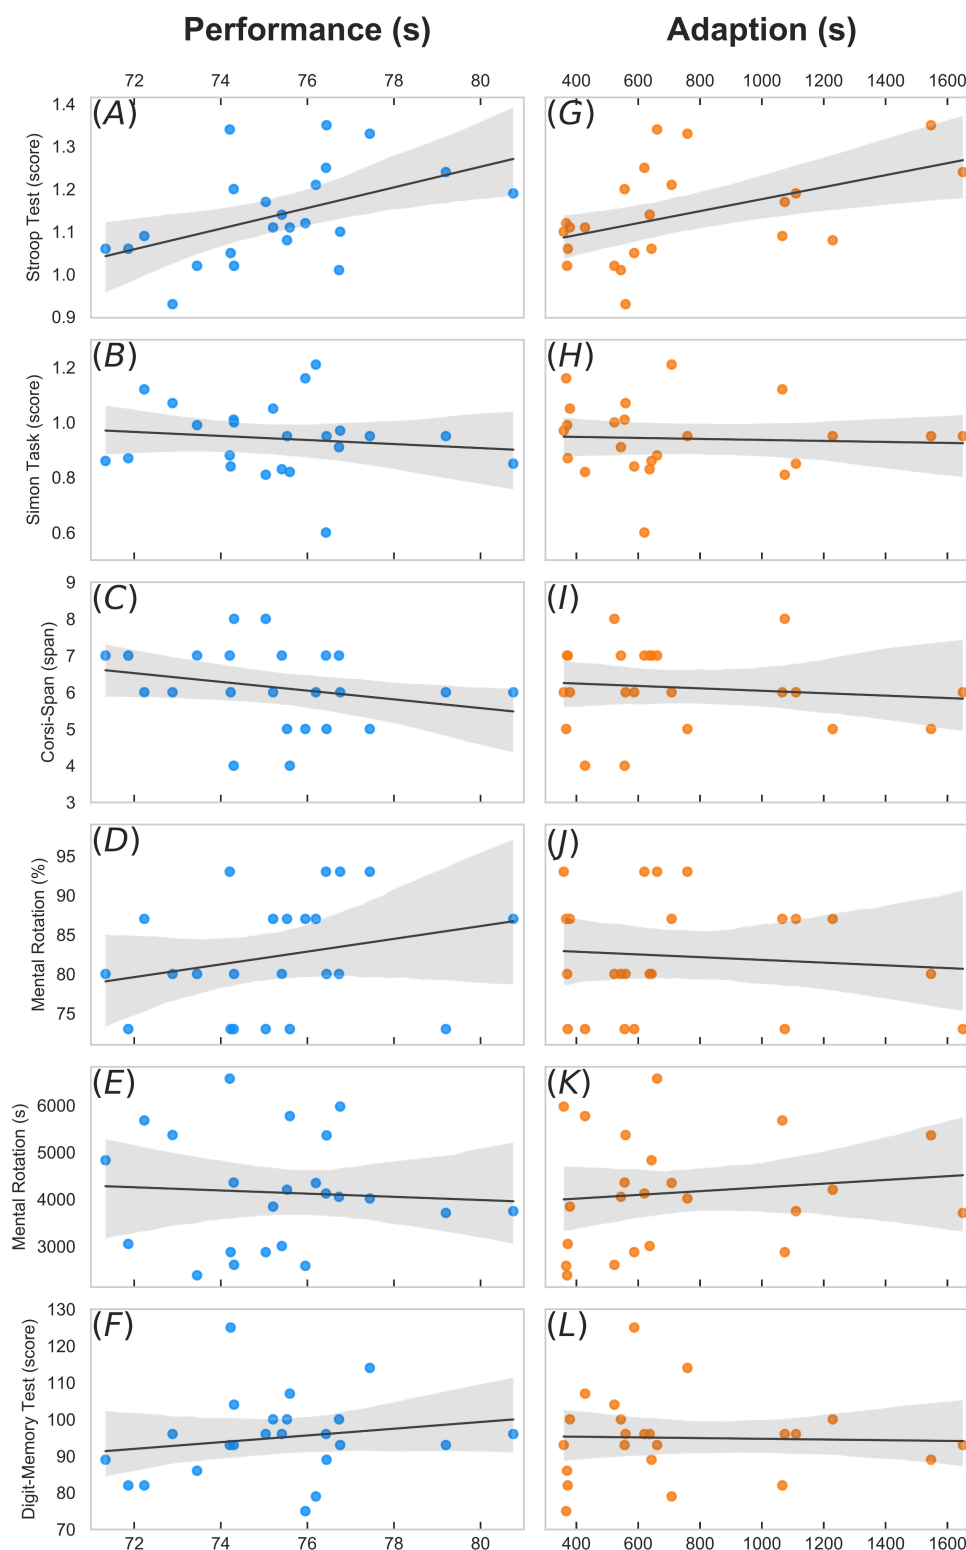 Performance (s) Adaption (s)
72 74 76 78 80 400 600 800 1000 1200 1400 1600
(A) (G)
Stroop Test (score)
1.4
1.3
1.2
1.1
1.0
0.9
(B) (H)
Simon Task (score)
1.2
1.0
0.8
0.6
(C) (I)
Corsi-Span (span)
9
8
7
6
5
4
3
(D) (J)
Mental Rotation (%)
95
90
85
80
75
(E) (K)
Mental Rotation (s)
6000
5000
4000
3000
(F) (L)
Digit-Memory Test (score)
130
120
110
100
90
80
70
72 74 76 78 80 400 600 800 1000 1200 1400 1600